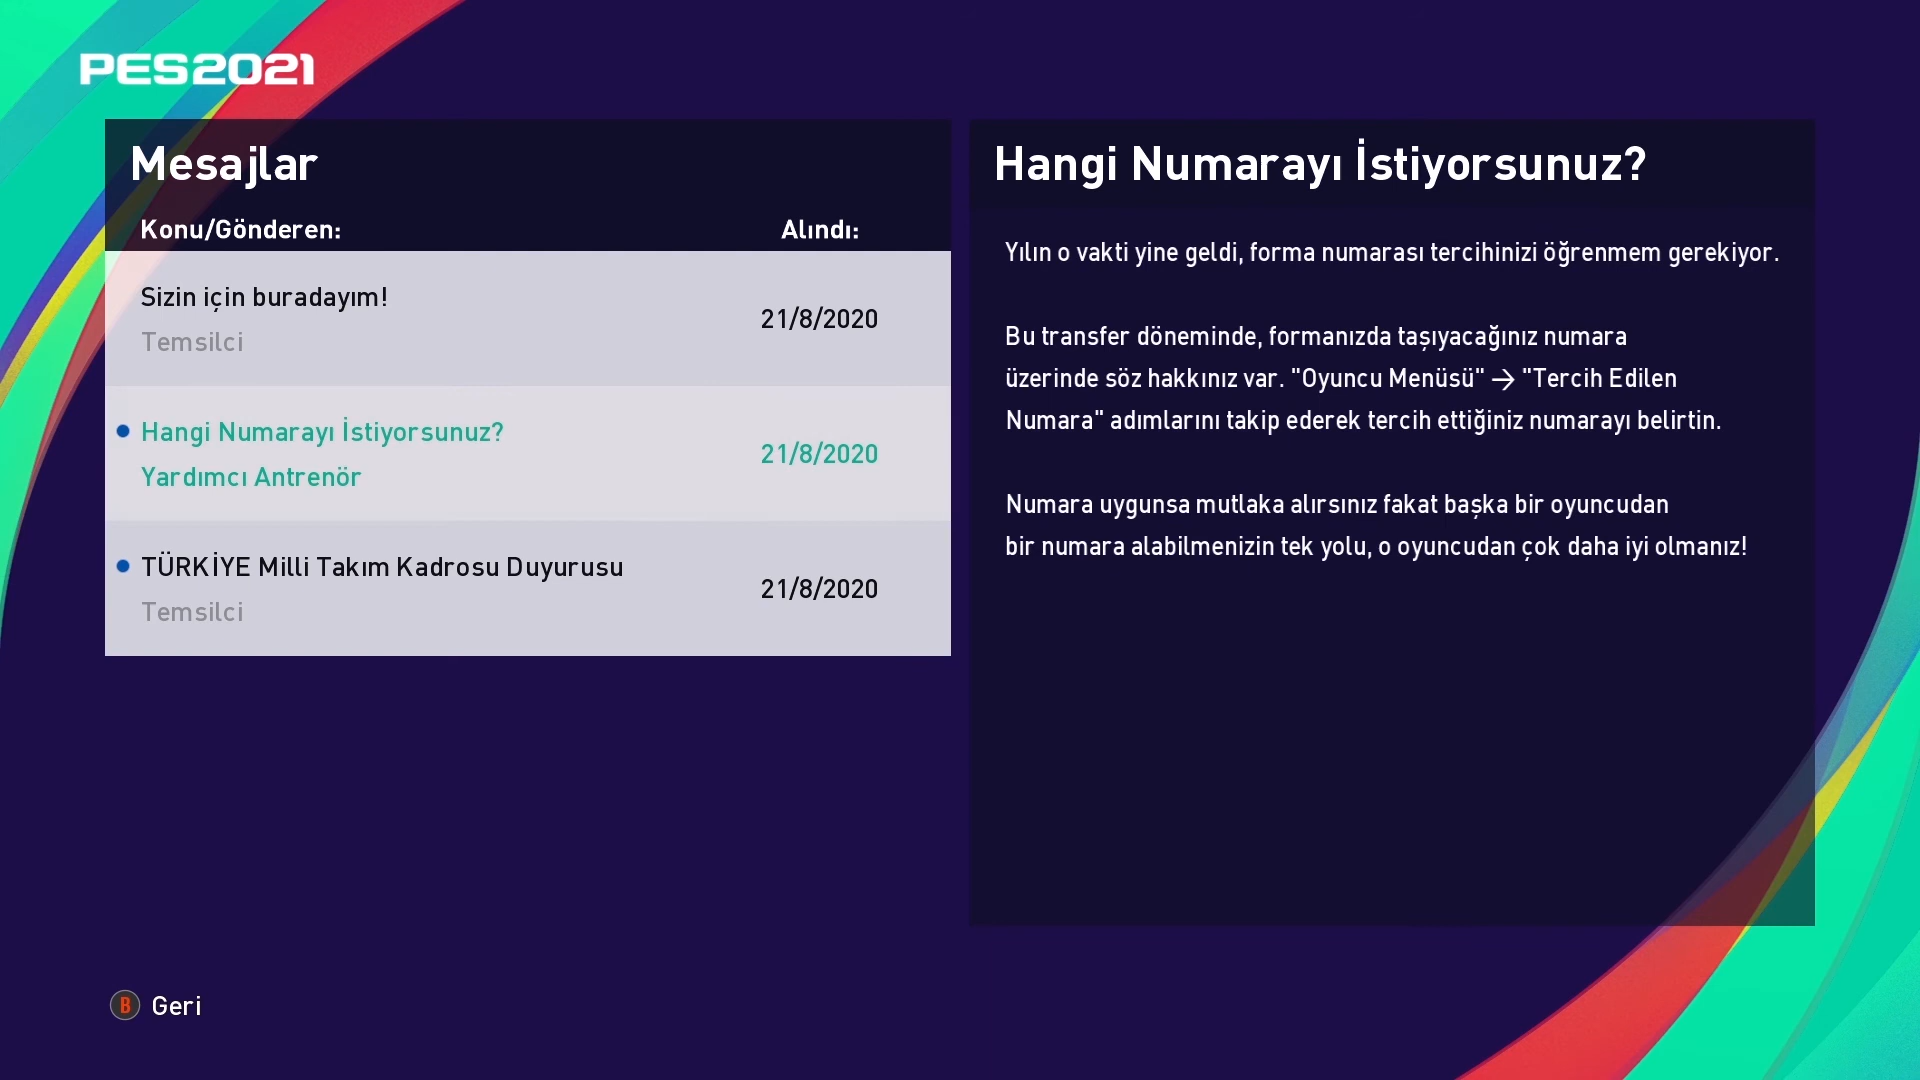 PES2021
Mesajlar
Konu/Gönderen: Alındı:
Sizin için buradayım!
Temsilci
21/8/2020
Hangi Numarayı İstiyorsunuz?
Yardımcı Antrenör
21/8/2020
TÜRKİYE Milli Takım Kadrosu Duyurusu
Temsilci
21/8/2020
Hangi Numarayı İstiyorsunuz?
Yılın o vakti yine geldi, forma numarası tercihinizi öğrenmem gerekiyor.
Bu transfer döneminde, formanızda taşıyacağınız numara
üzerinde söz hakkınız var. "Oyuncu Menüsü" → "Tercih Edilen
Numara" adımlarını takip ederek tercih ettiğiniz numarayı belirtin.
Numara uygunsa mutlaka alırsınız fakat başka bir oyuncudan
bir numara alabilmenizin tek yolu, o oyuncudan çok daha iyi olmanız!
B Geri